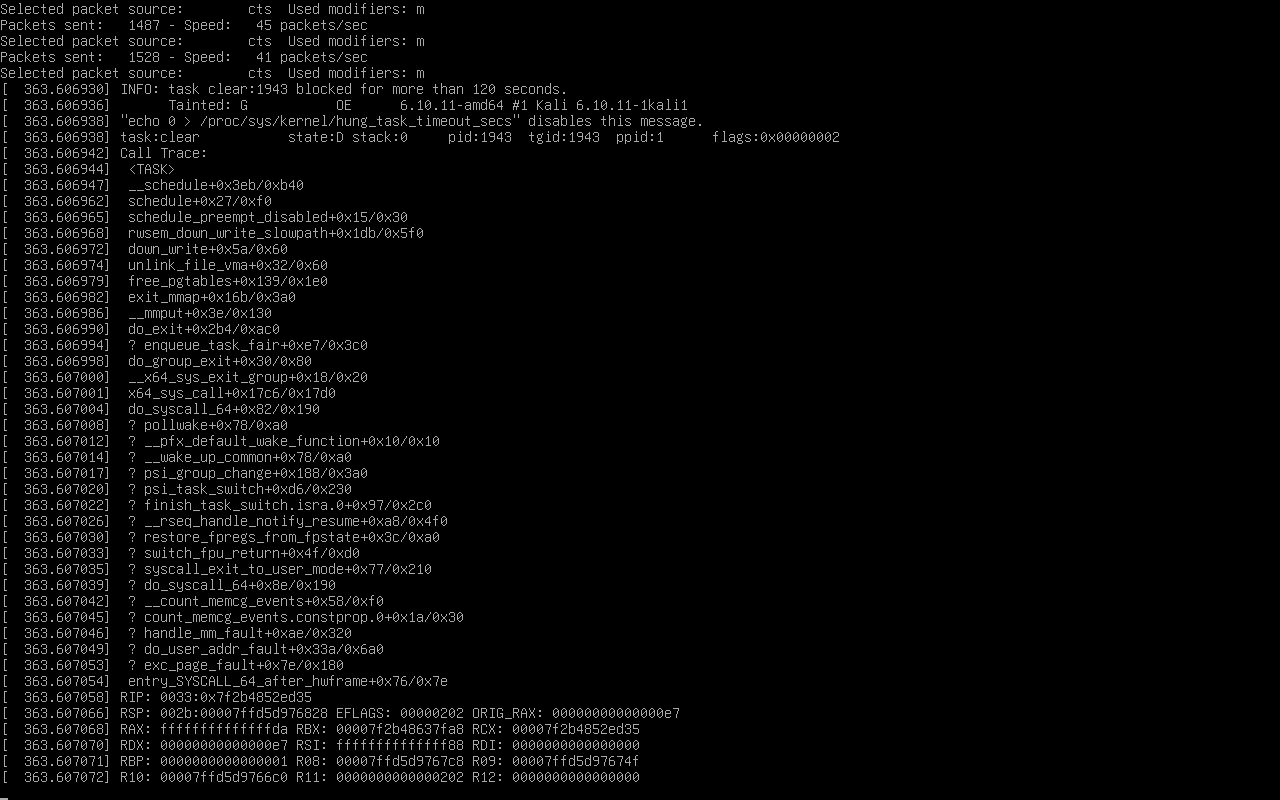 Selected packet source:        cts  Used modifiers: m
Packets sent:   1487 - Speed:   45 packets/sec
Selected packet source:        cts  Used modifiers: m
Packets sent:   1528 - Speed:   41 packets/sec
Selected packet source:        cts  Used modifiers: m
[  363.606930] INFO: task clear:1943 blocked for more than 120 seconds.
[  363.606936]       Tainted: G           OE      6.10.11-amd64 #1 Kali 6.10.11-1kali1
[  363.606938] "echo 0 > /proc/sys/kernel/hung_task_timeout_secs" disables this message.
[  363.606938] task:clear           state:D stack:0     pid:1943  tgid:1943  ppid:1      flags:0x00000002
[  363.606942] Call Trace:
[  363.606944]  <TASK>
[  363.606947]  __schedule+0x3eb/0xb40
[  363.606962]  schedule+0x27/0xf0
[  363.606965]  schedule_preempt_disabled+0x15/0x30
[  363.606968]  rwsem_down_write_slowpath+0x1db/0x5f0
[  363.606972]  down_write+0x5a/0x60
[  363.606974]  unlink_file_vma+0x32/0x60
[  363.606979]  free_pgtables+0x139/0x1e0
[  363.606982]  exit_mmap+0x16b/0x3a0
[  363.606986]  __mmput+0x3e/0x130
[  363.606990]  do_exit+0x2b4/0xac0
[  363.606994]  ? enqueue_task_fair+0xe7/0x3c0
[  363.606998]  do_group_exit+0x30/0x80
[  363.607000]  __x64_sys_exit_group+0x18/0x20
[  363.607001]  x64_sys_call+0x17c6/0x17d0
[  363.607004]  do_syscall_64+0x82/0x190
[  363.607008]  ? pollwake+0x78/0xa0
[  363.607012]  ? __pfx_default_wake_function+0x10/0x10
[  363.607014]  ? __wake_up_common+0x78/0xa0
[  363.607017]  ? psi_group_change+0x188/0x3a0
[  363.607020]  ? psi_task_switch+0xd6/0x230
[  363.607022]  ? finish_task_switch.isra.0+0x97/0x2c0
[  363.607026]  ? __rseq_handle_notify_resume+0xa8/0x4f0
[  363.607030]  ? restore_fpregs_from_fpstate+0x3c/0xa0
[  363.607033]  ? switch_fpu_return+0x4f/0xd0
[  363.607035]  ? syscall_exit_to_user_mode+0x77/0x210
[  363.607039]  ? do_syscall_64+0x8e/0x190
[  363.607042]  ? __count_memcg_events+0x58/0xf0
[  363.607045]  ? count_memcg_events.constprop.0+0x1a/0x30
[  363.607046]  ? handle_mm_fault+0xae/0x320
[  363.607049]  ? do_user_addr_fault+0x33a/0x6a0
[  363.607053]  ? exc_page_fault+0x7e/0x180
[  363.607054]  entry_SYSCALL_64_after_hwframe+0x76/0x7e
[  363.607058] RIP: 0033:0x7f2b4852ed35
[  363.607066] RSP: 002b:00007ffd5d976828 EFLAGS: 00000202 ORIG_RAX: 00000000000000e7
[  363.607068] RAX: ffffffffffffffda RBX: 00007f2b48637fa8 RCX: 00007f2b4852ed35
[  363.607070] RDX: 00000000000000e7 RSI: ffffffffffffff88 RDI: 0000000000000000
[  363.607071] RBP: 0000000000000001 R08: 00007ffd5d9767c8 R09: 00007ffd5d97674f
[  363.607072] R10: 00007ffd5d9766c0 R11: 0000000000000202 R12: 0000000000000000